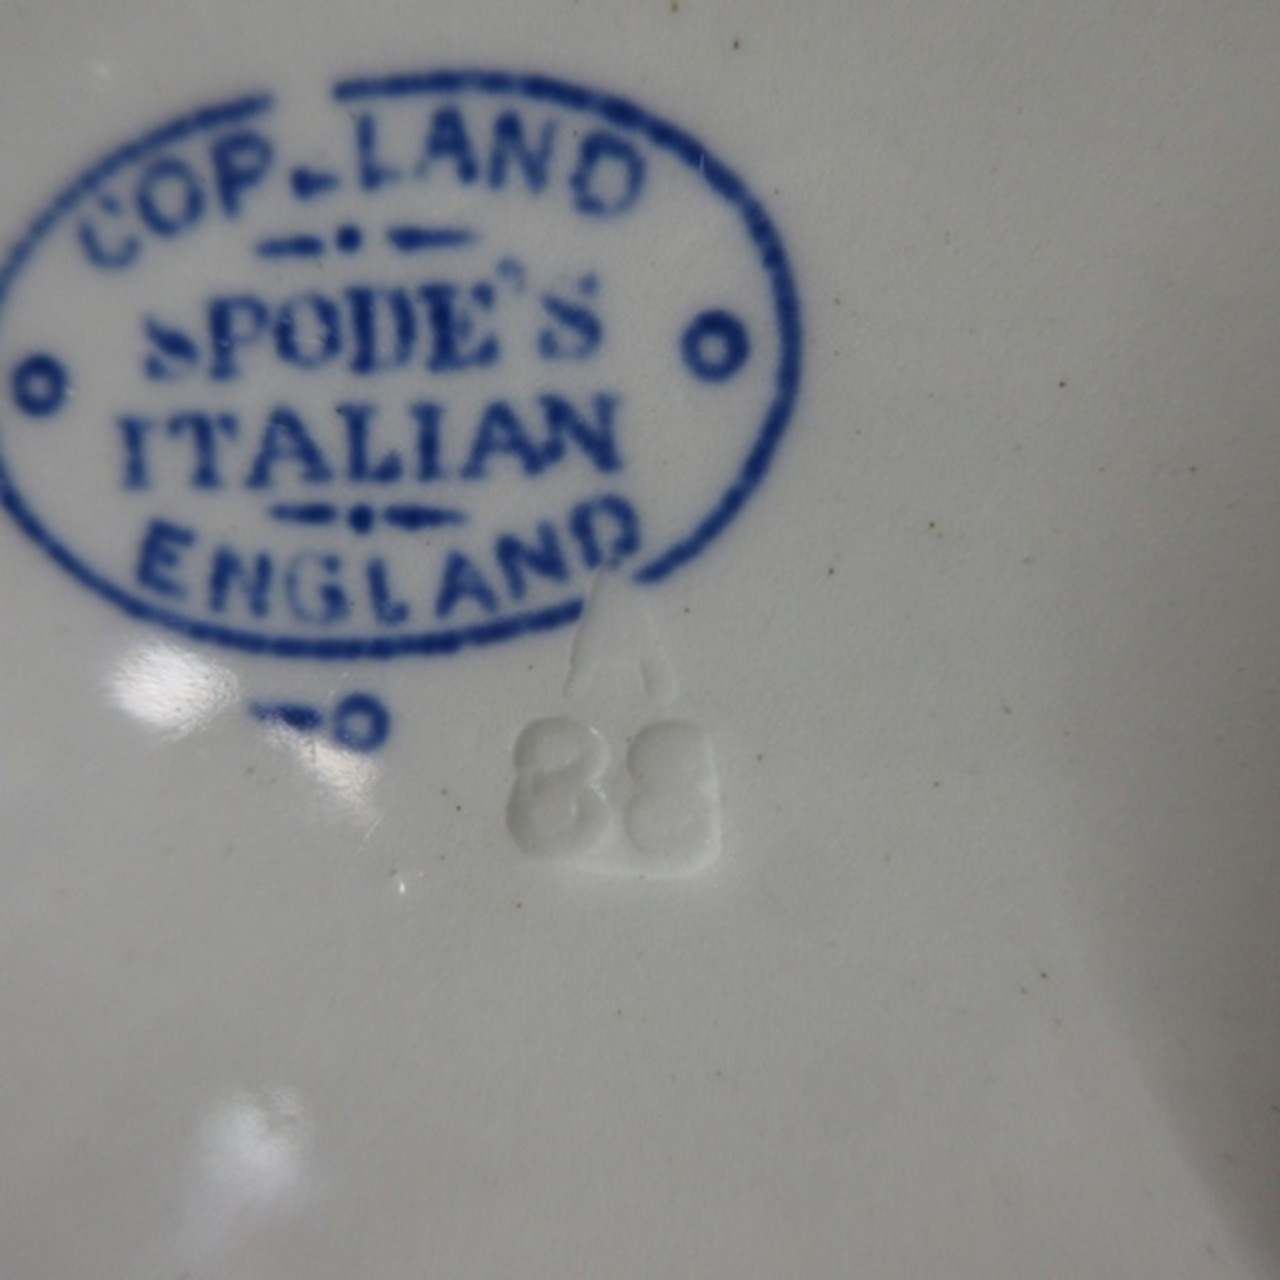 COPELAND
SPODE'S
ITALIAN
ENGLAND
A
88